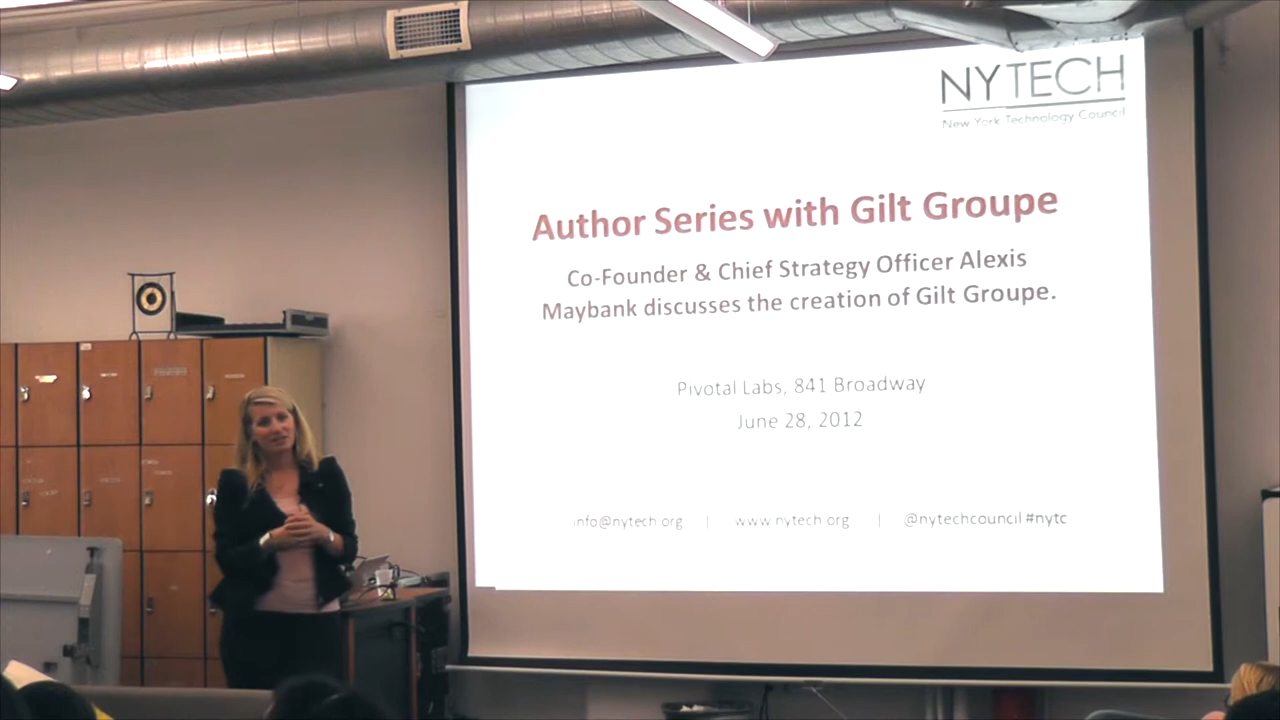 NYTECH
New York Technology Council
Author Series with Gilt Groupe
Co-Founder & Chief Strategy Officer Alexis
Maybank discusses the creation of Gilt Groupe.
Pivotal Labs, 841 Broadway
June 28, 2012
info@nytech.org | www.nytech.org | @nytechcouncil #nytc